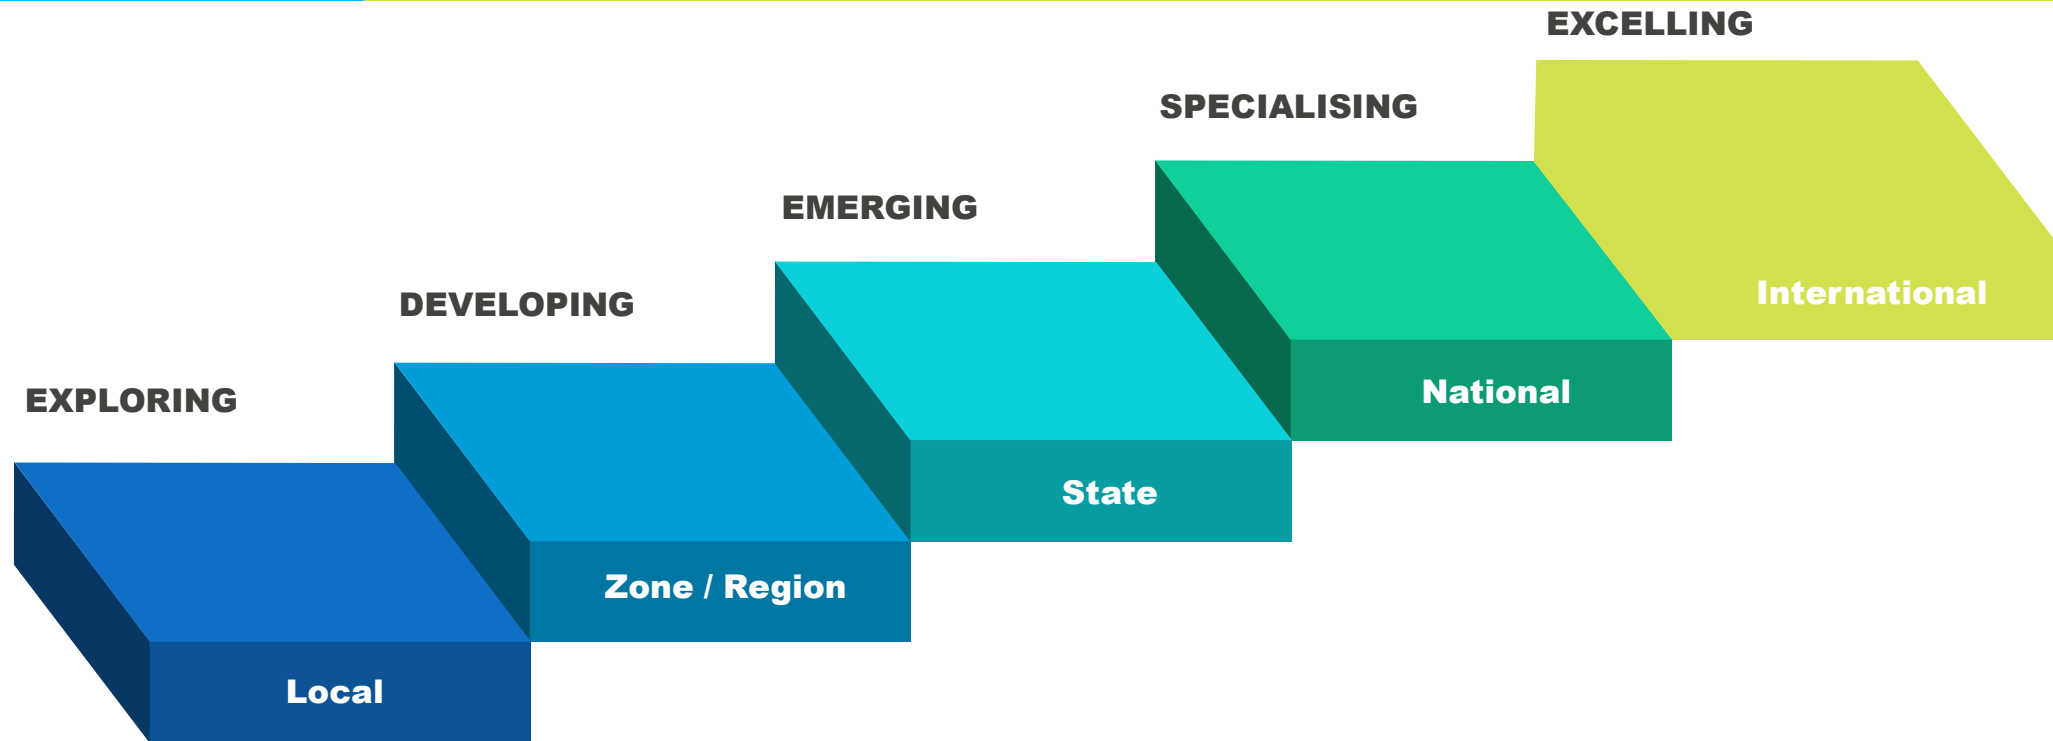 EXCELLING
SPECIALISING
EMERGING
DEVELOPING
EXPLORING
International
National
State
Zone / Region
Local